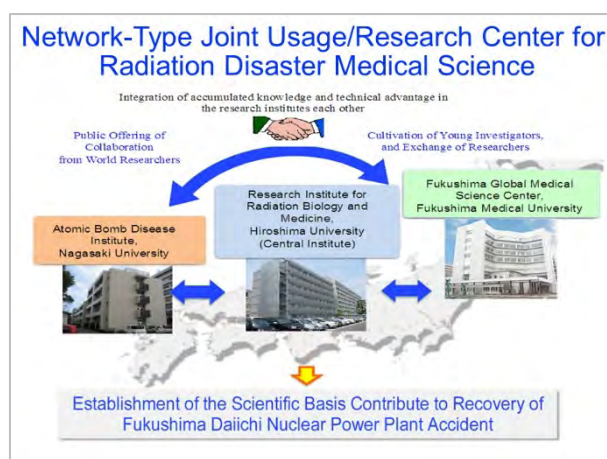 Network-Type Joint Usage/Research Center for
Radiation Disaster Medical Science
Integration of accumulated knowledge and technical advantage in
the research institutes each other
Public Offering of
Collaboration
from World Researchers
Cultivation of Young Investigators,
and Exchange of Researchers
Atomic Bomb Disease
Institute,
Nagasaki University
Research Institute for
Radiation Biology and
Medicine,
Hiroshima University
(Central Institute)
Fukushima Global Medical
Science Center,
Fukushima Medical University
Establishment of the Scientific Basis Contribute to Recovery of
Fukushima Daiichi Nuclear Power Plant Accident